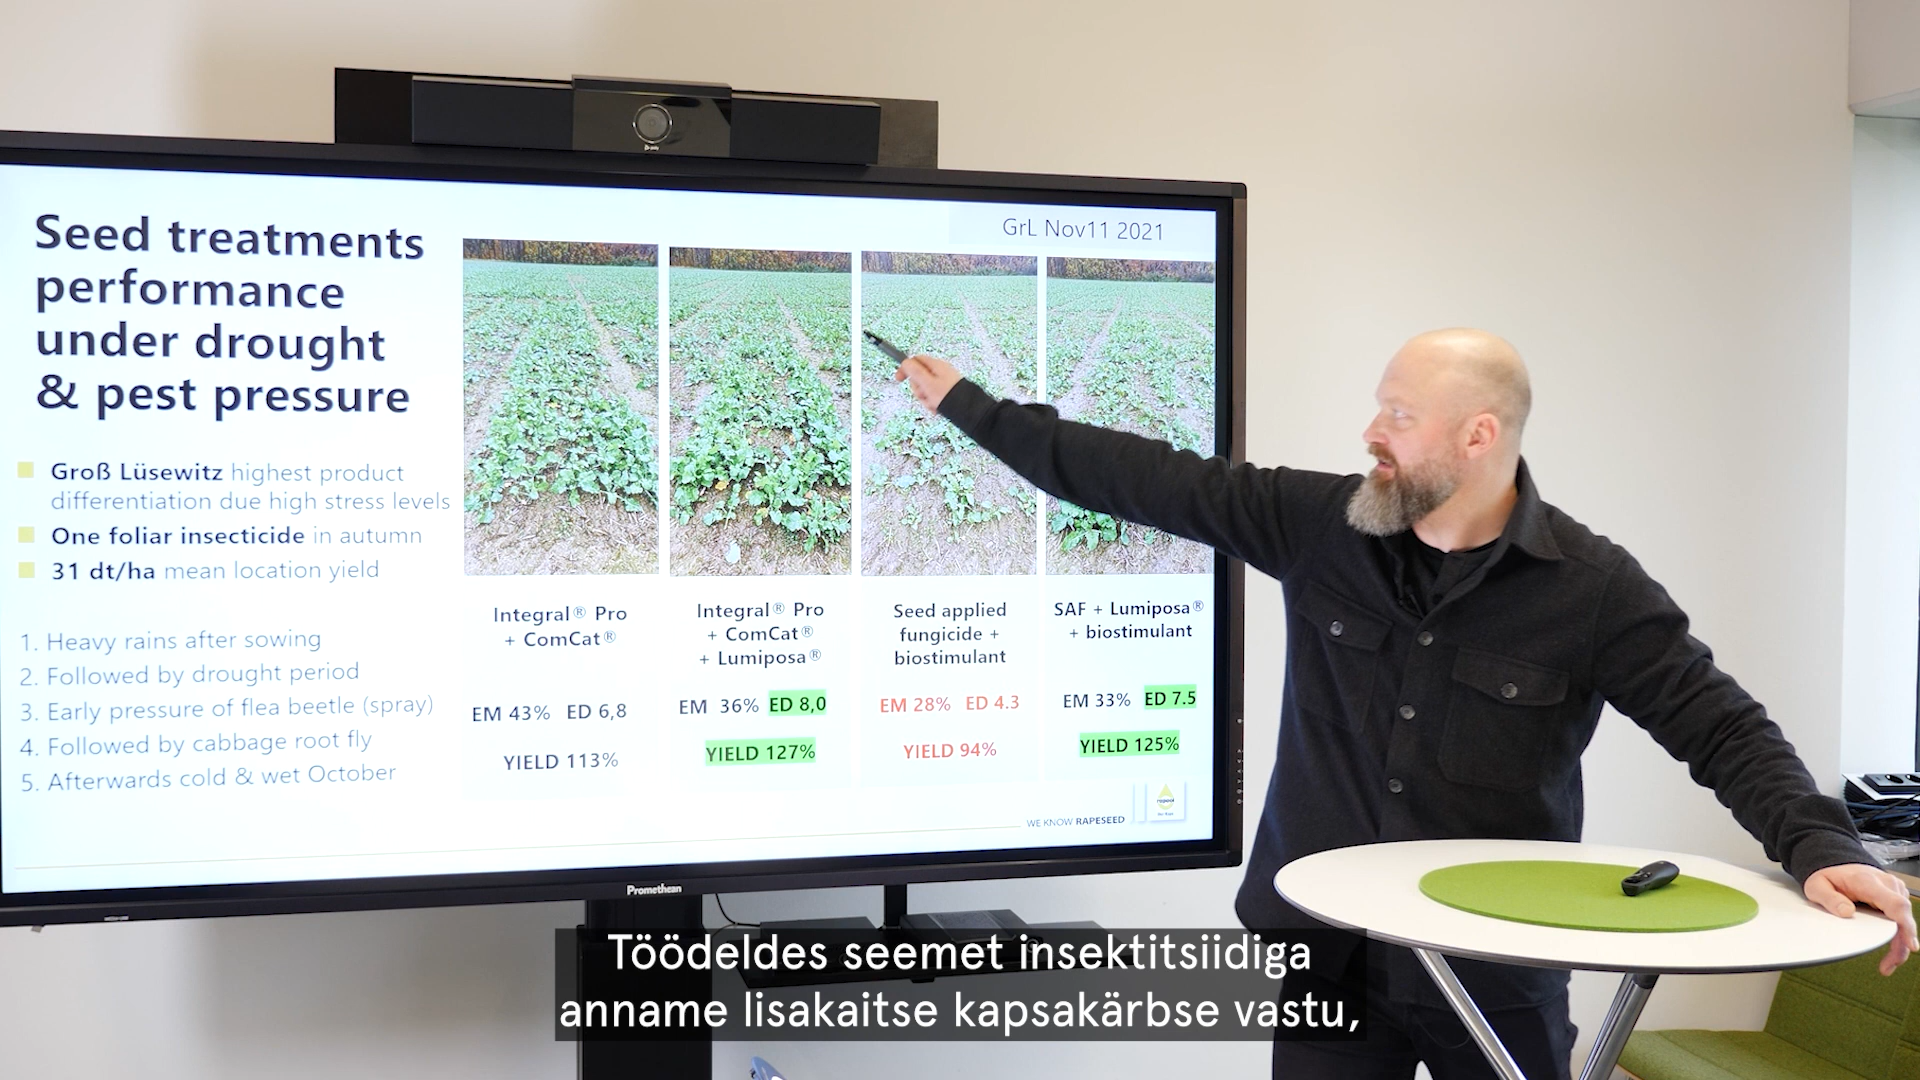 Seed treatments
performance
under drought
& pest pressure
GrL Nov11 2021
Groß Lüsewitz highest product
differentiation due high stress levels
One foliar insecticide in autumn
31 dt/ha mean location yield
1. Heavy rains after sowing
2. Followed by drought period
3. Early pressure of flea beetle (spray)
4. Followed by cabbage root fly
5. Afterwards cold & wet October
Integral® Pro
+ ComCat®
EM 43% ED 6,8
YIELD 113%
Integral® Pro
+ ComCat®
+ Lumiposa®
EM 36% ED 8,0
YIELD 127%
Seed applied
fungicide +
biostimulant
EM 28% ED 4.3
YIELD 94%
SAF + Lumiposa®
+ biostimulant
EM 33% ED 7.5
YIELD 125%
WE KNOW RAPESEED
Promethean
Töödeldes seemet insektitsiidiga
anname lisakaitse kapsakärbse vastu,